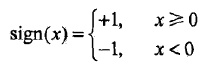 sign(x) = { +1, x ⩾ 0
−1, x < 0